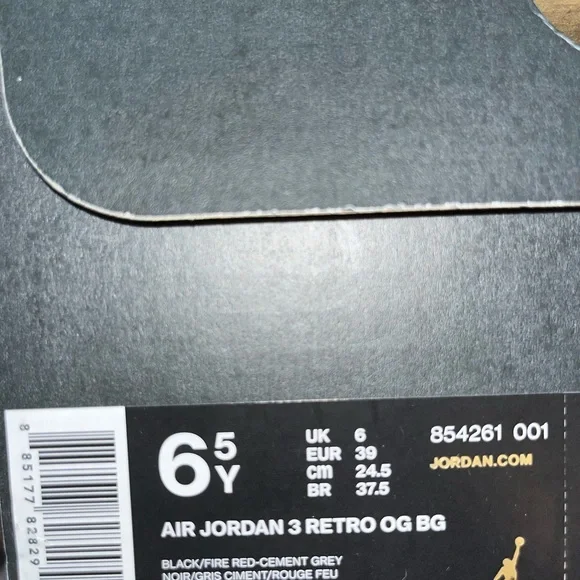 6 5Y
UK 6
EUR 39
cm 24.5
BR 37.5
854261 001
JORDAN.COM
AIR JORDAN 3 RETRO OG BG
BLACK/FIRE RED-CEMENT GREY
NOIR/GRIS CIMENT/ROUGE FEU
8 85177 82829